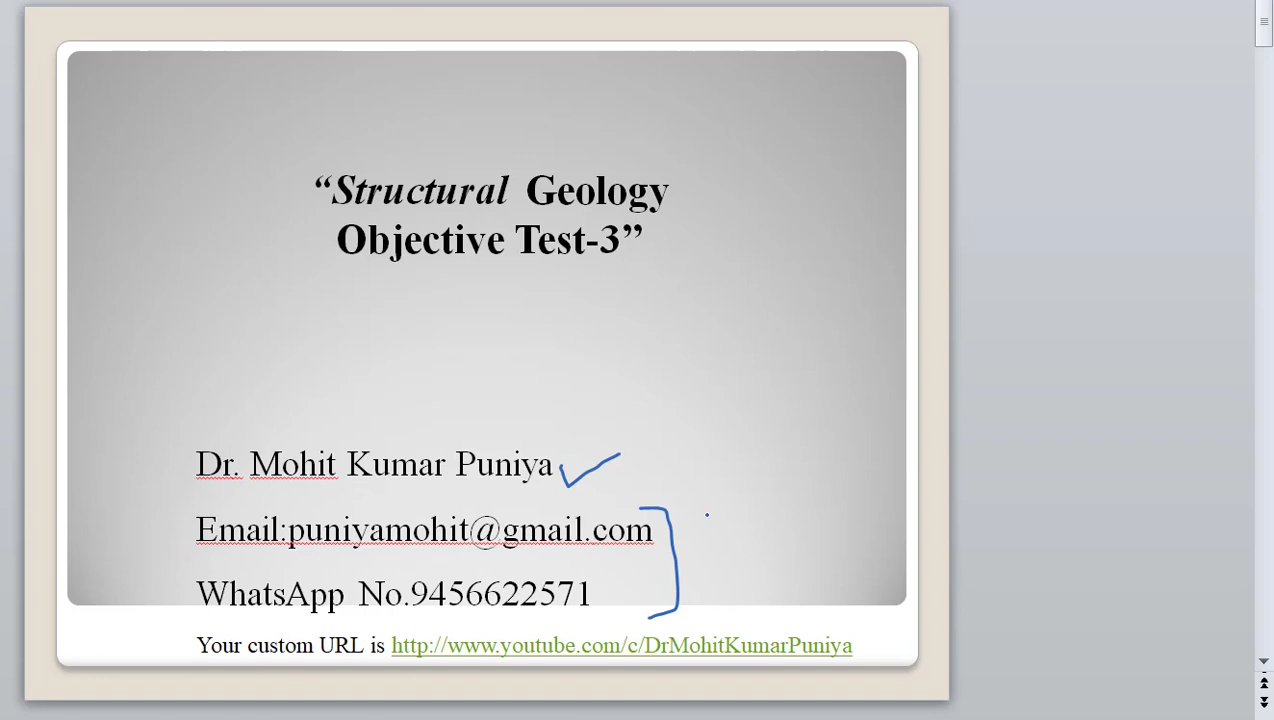 “Structural Geology
Objective Test-3”
Dr. Mohit Kumar Puniya
Email:puniyamohit@gmail.com
WhatsApp No.9456622571
Your custom URL is http://www.youtube.com/c/DrMohitKumarPuniya